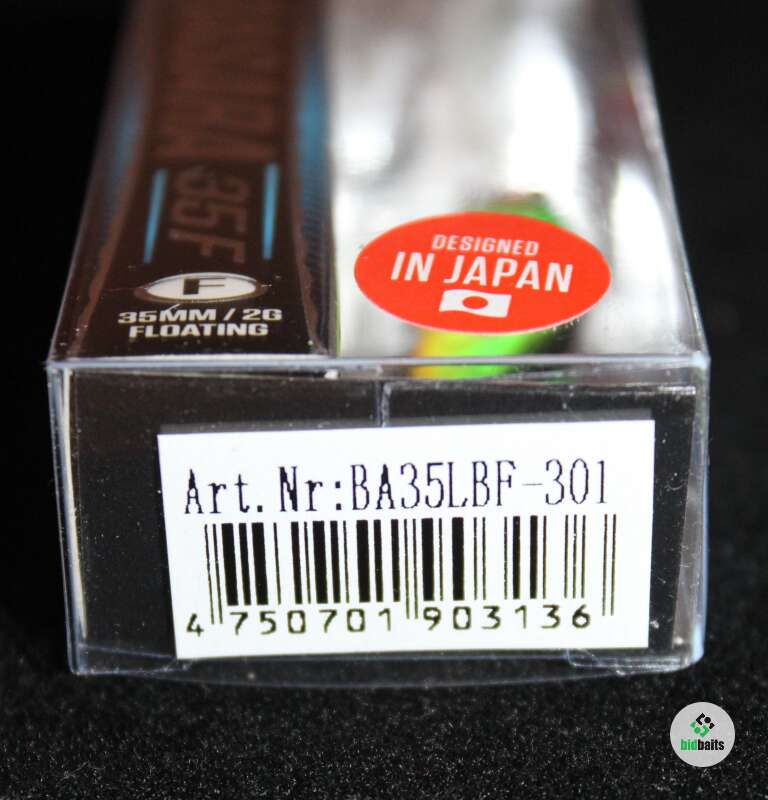 35F
F
35MM / 2G
FLOATING
DESIGNED
IN JAPAN
Art.Nr:BA35LBF-301
4 750701 903136
bidbaits